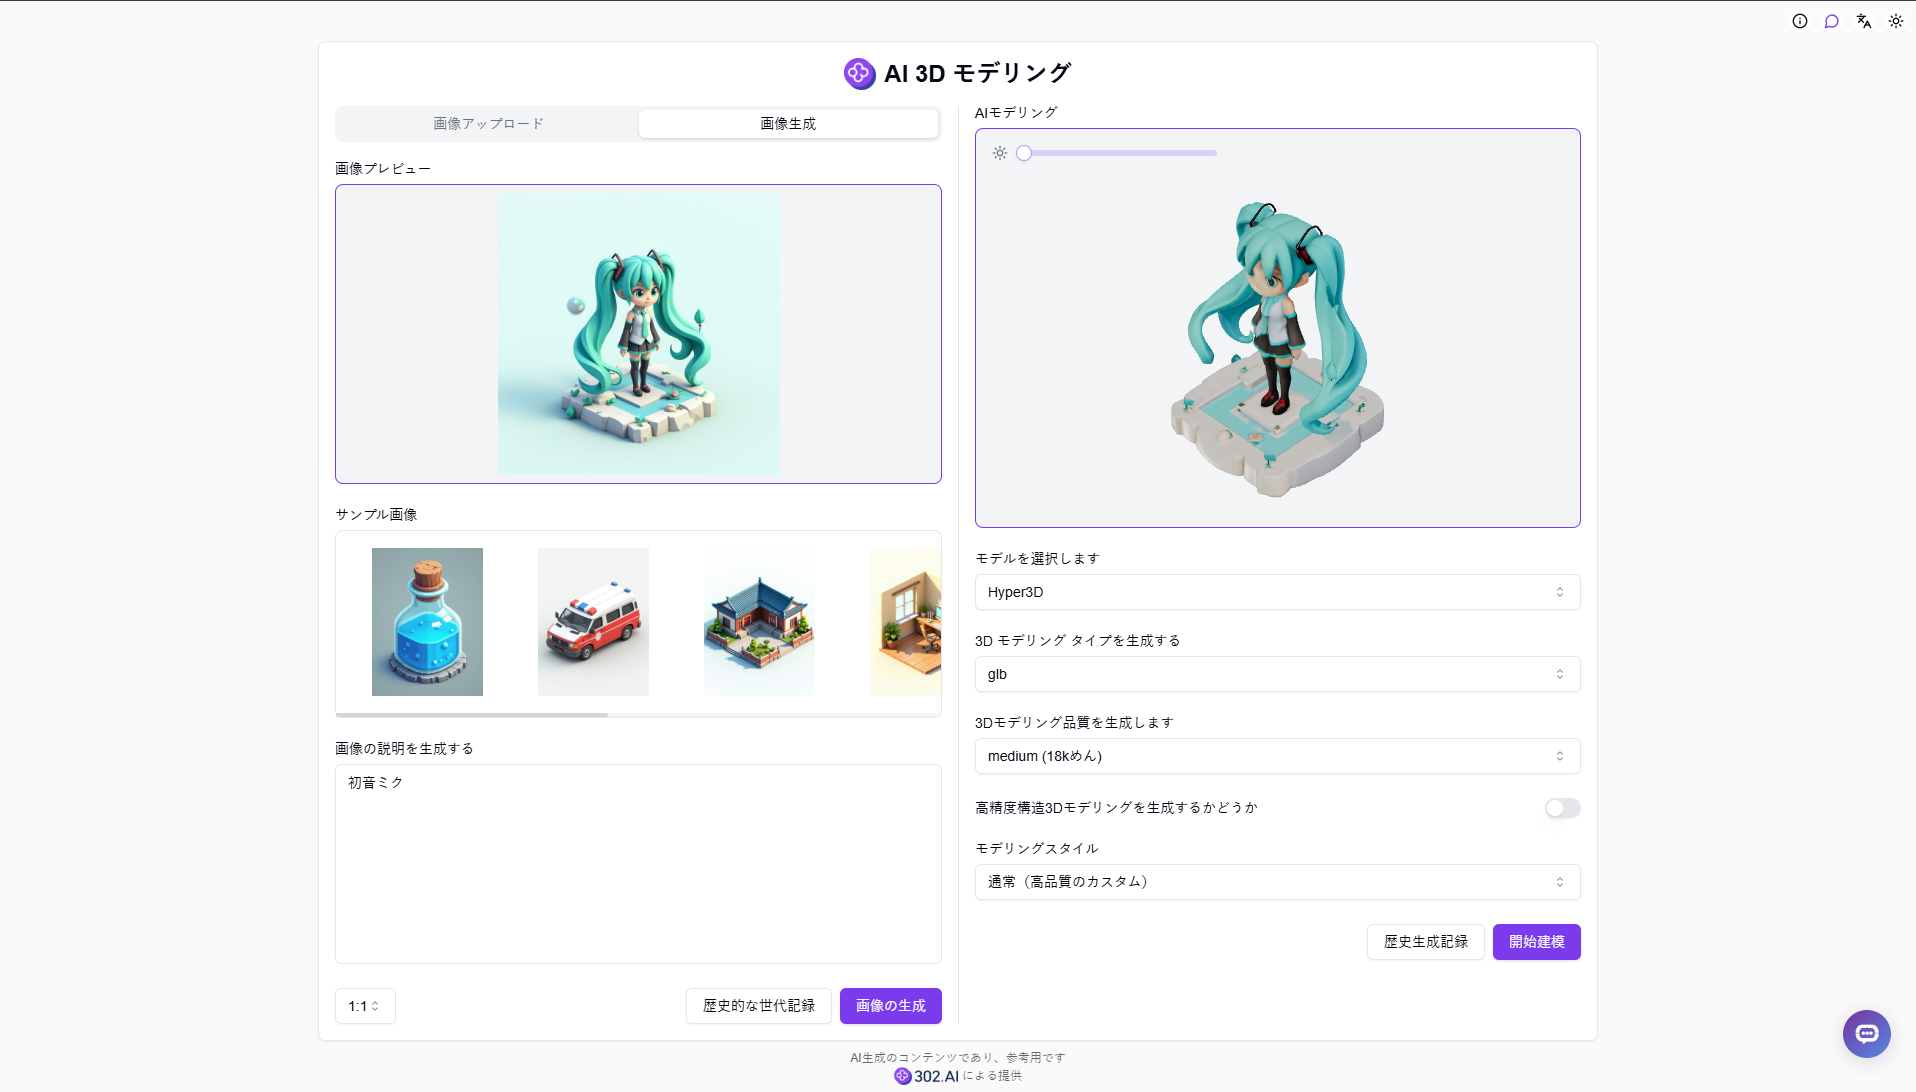 AI 3D モデリング
画像アップロード
画像生成
画像プレビュー
サンプル画像
画像の説明を生成する
初音ミク
1:1
歴史的な世代記録
画像の生成
AIモデリング
モデルを選択します
Hyper3D
3D モデリング タイプを生成する
glb
3Dモデリング品質を生成します
medium (18kめん)
高精度構造3Dモデリングを生成するかどうか
モデリングスタイル
通常（高品質のカスタム）
歴史生成記録
開始建模
AI生成のコンテンツであり、参考用です
302.AI による提供